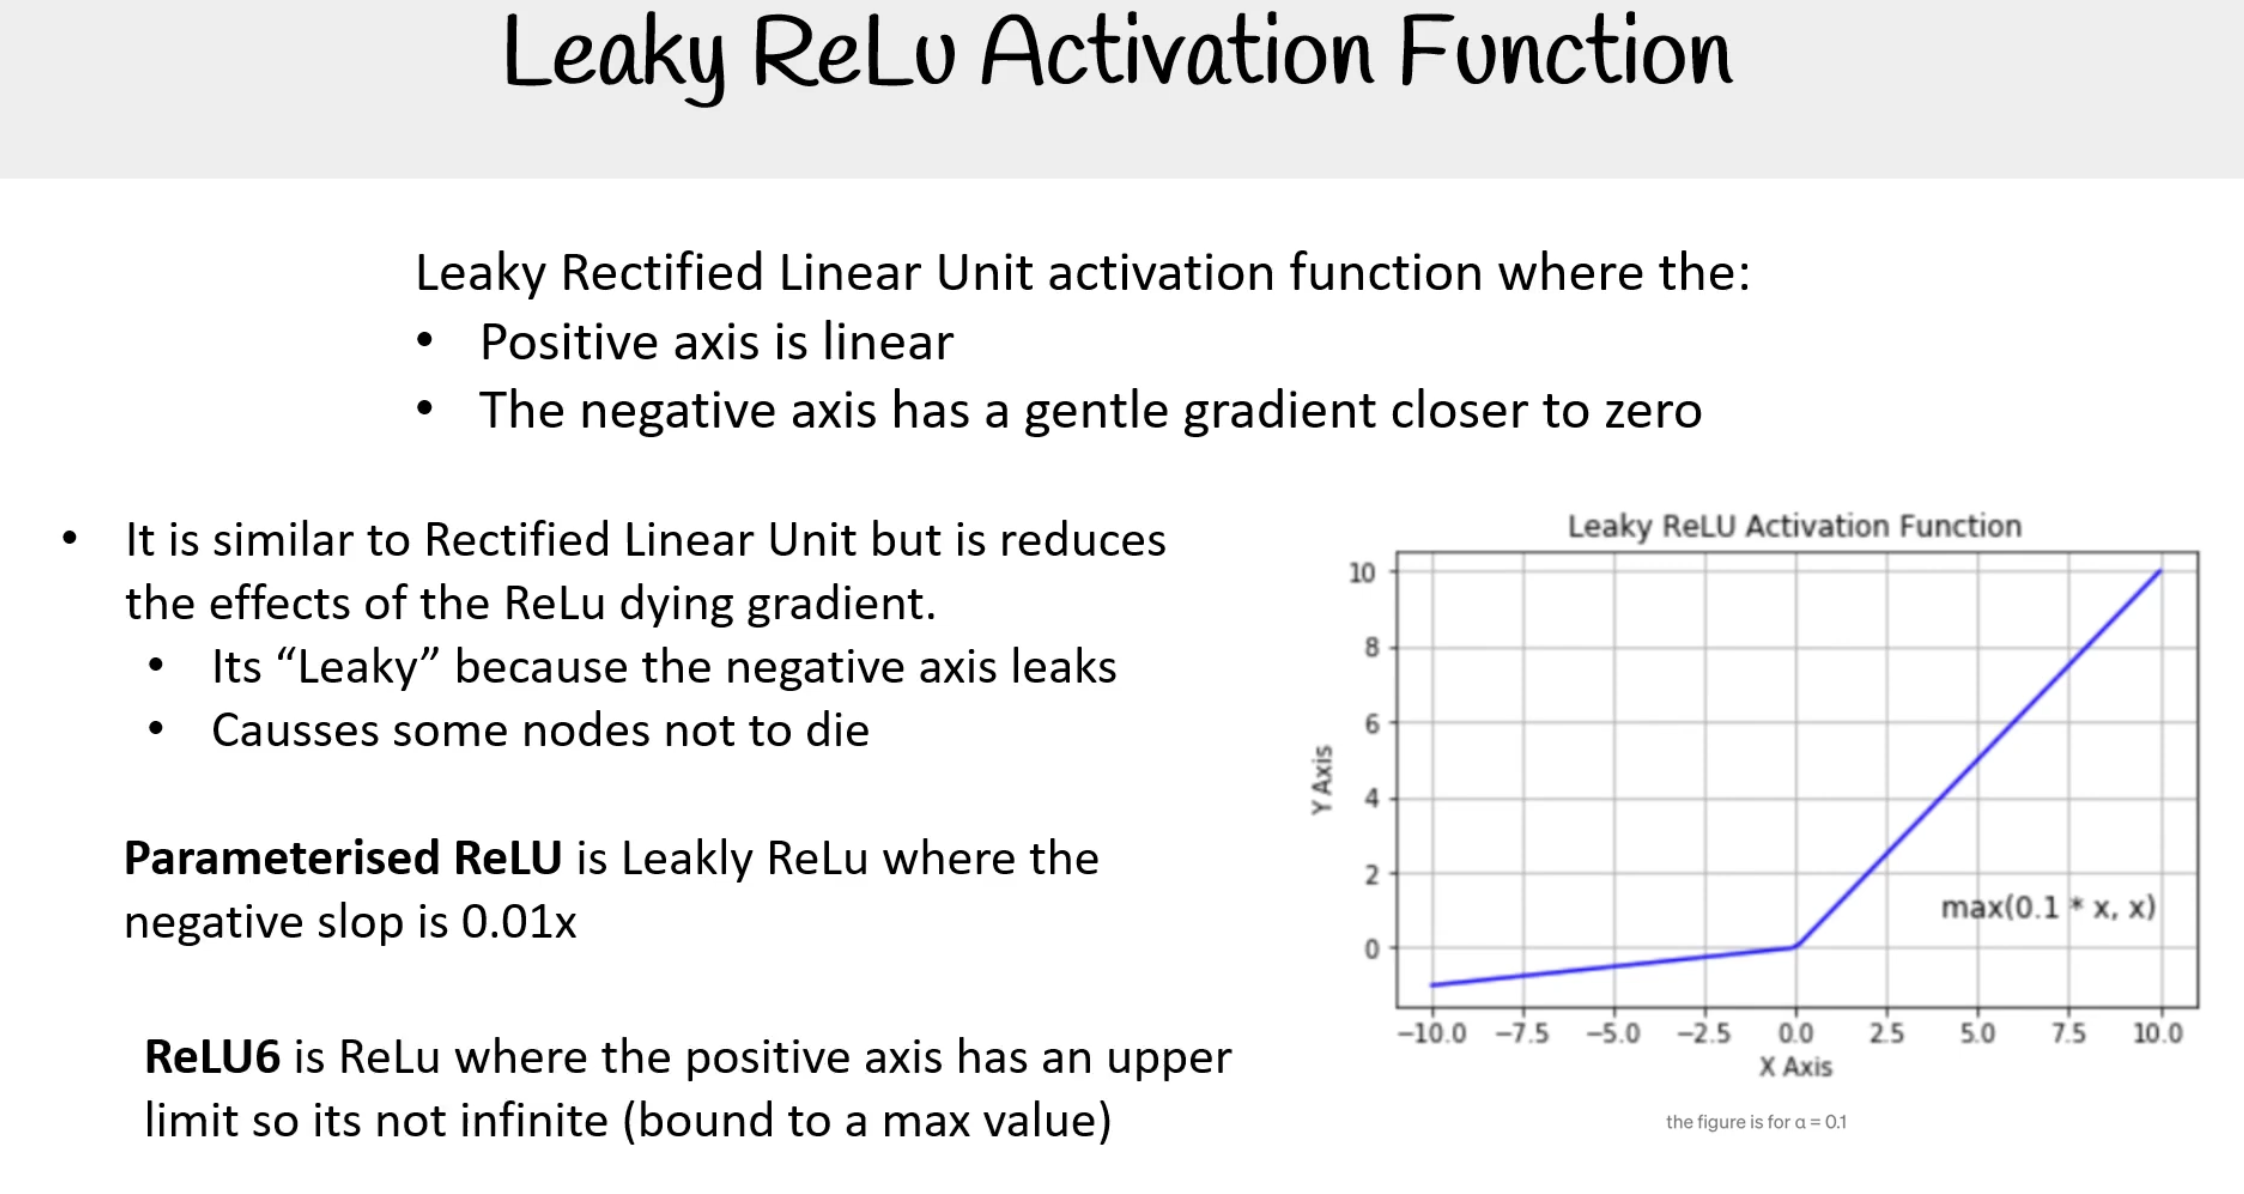 Leaky ReLu Activation Function
Leaky Rectified Linear Unit activation function where the:
• Positive axis is linear
• The negative axis has a gentle gradient closer to zero
• It is similar to Rectified Linear Unit but is reduces
the effects of the ReLu dying gradient.
• Its “Leaky” because the negative axis leaks
• Causses some nodes not to die
Parameterised ReLU is Leakly ReLu where the
negative slop is 0.01x
ReLU6 is ReLu where the positive axis has an upper
limit so its not infinite (bound to a max value)
Leaky ReLU Activation Function
10
8
6
4
2
0
Y Axis
max(0.1 * x, x)
−10.0 −7.5 −5.0 −2.5 0.0 2.5 5.0 7.5 10.0
X Axis
the figure is for α = 0.1